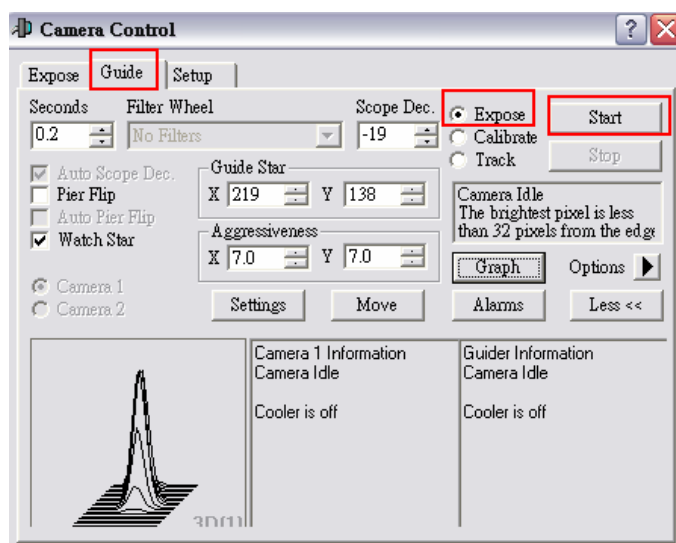 Camera Control
?
X
Expose Guide Setup
Seconds Filter Wheel Scope Dec.
0.2 No Filters -19
Expose
Start
Calibrate
Track
Stop
Auto Scope Dec.
Pier Flip
Auto Pier Flip
Watch Star
Guide Star
X 219 Y 138
Aggressiveness
X 7.0 Y 7.0
Camera Idle
The brightest pixel is less
than 32 pixels from the edge
Graph Options
Camera 1
Camera 2
Settings Move Alarms Less <<
3D(1)
Camera 1 Information
Camera Idle
Cooler is off
Guider Information
Camera Idle
Cooler is off